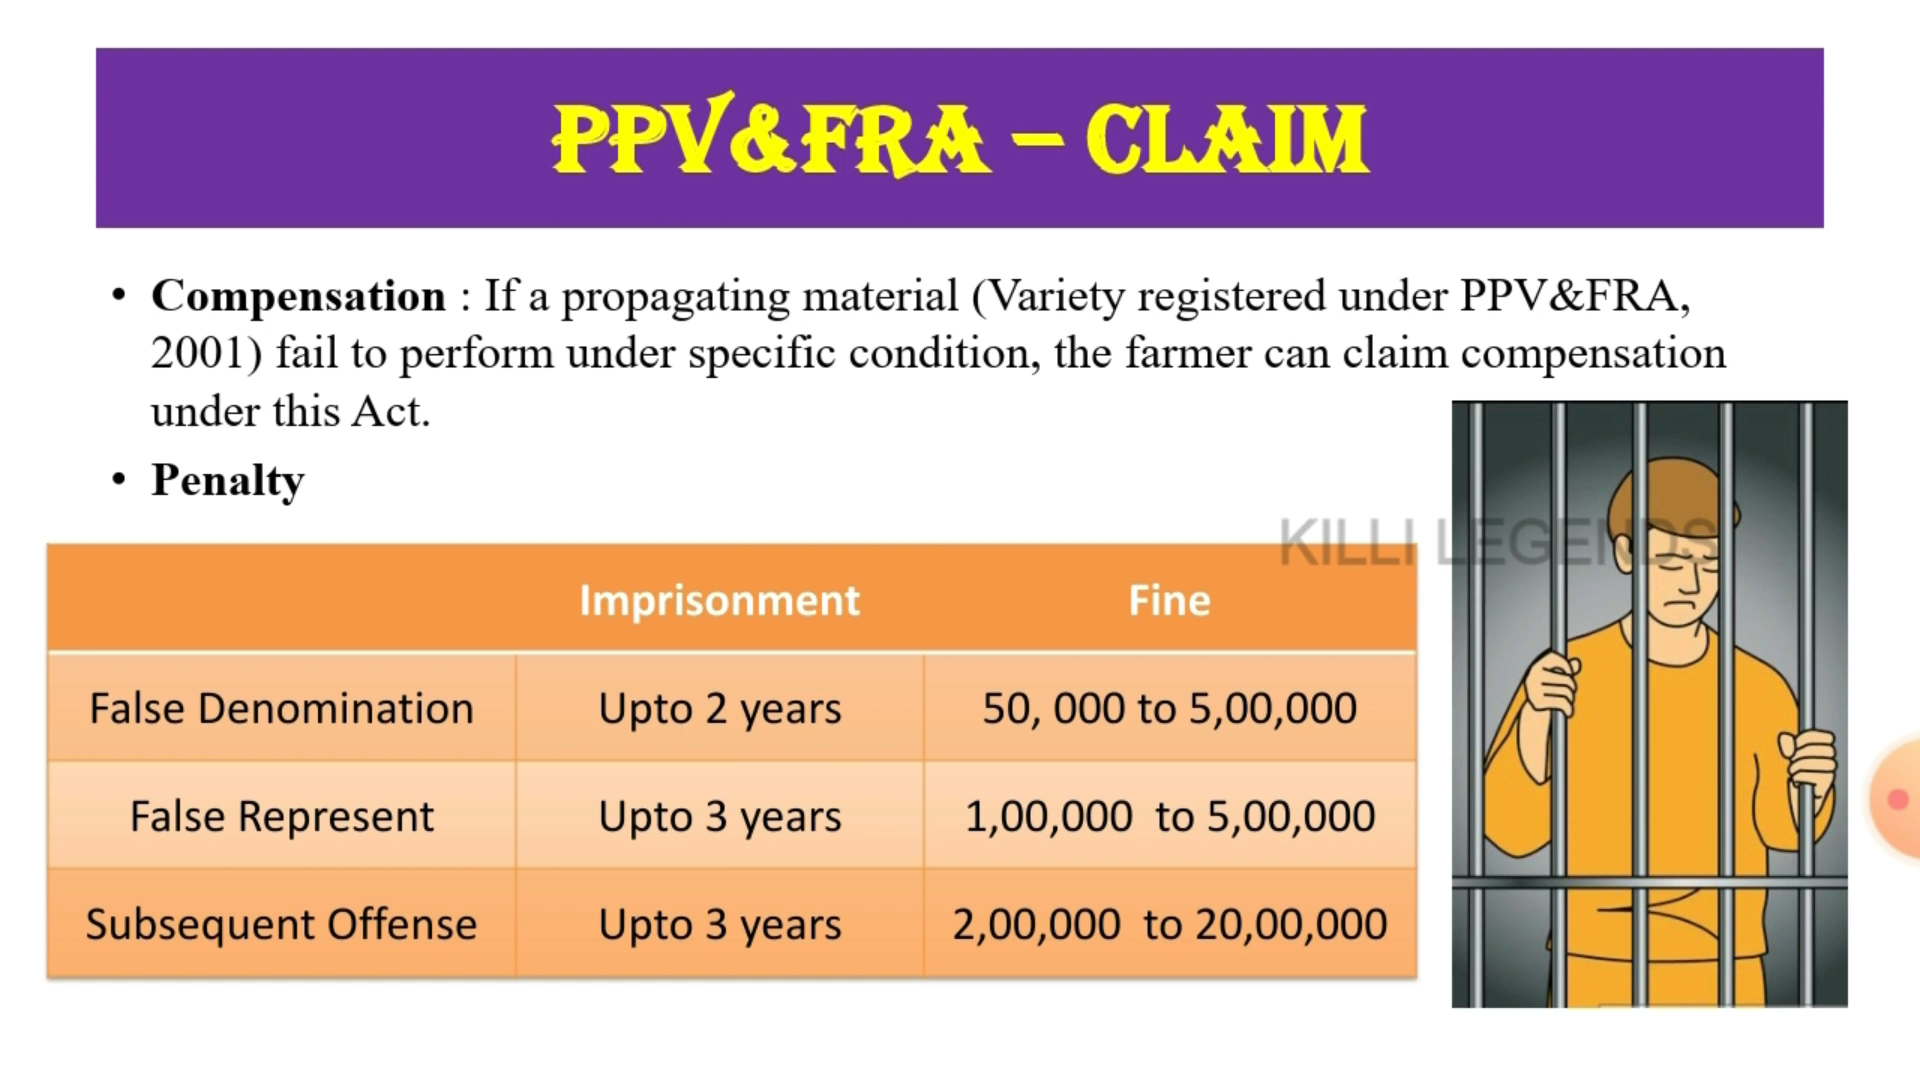 PPV&FRA – CLAIM
• Compensation : If a propagating material (Variety registered under PPV&FRA,
2001) fail to perform under specific condition, the farmer can claim compensation
under this Act.
• Penalty
KILLI LEGENDS
Imprisonment Fine
False Denomination Upto 2 years 50, 000 to 5,00,000
False Represent Upto 3 years 1,00,000 to 5,00,000
Subsequent Offense Upto 3 years 2,00,000 to 20,00,000